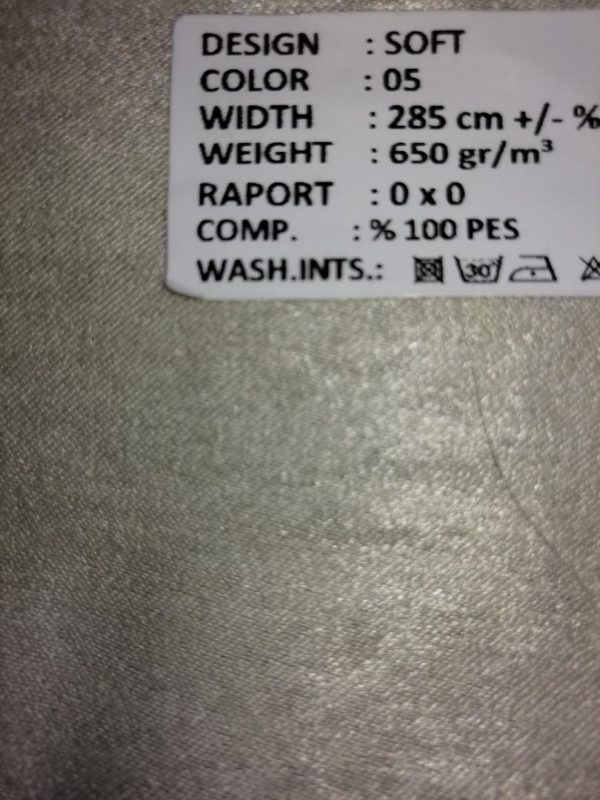 DESIGN : SOFT
COLOR : 05
WIDTH : 285 cm +/- %
WEIGHT : 650 gr/m³
RAPORT : 0 x 0
COMP. : % 100 PES
WASH.INTS.: 30°